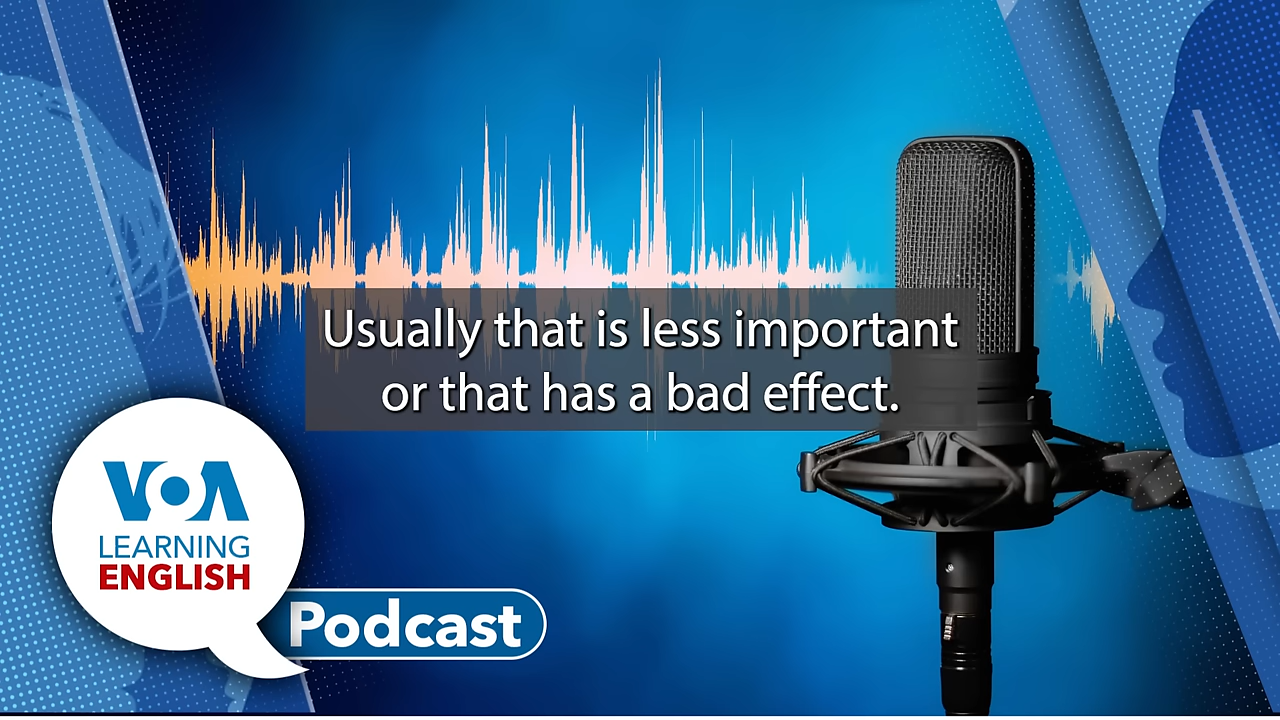 Usually that is less important
or that has a bad effect.
VOA
LEARNING
ENGLISH
Podcast